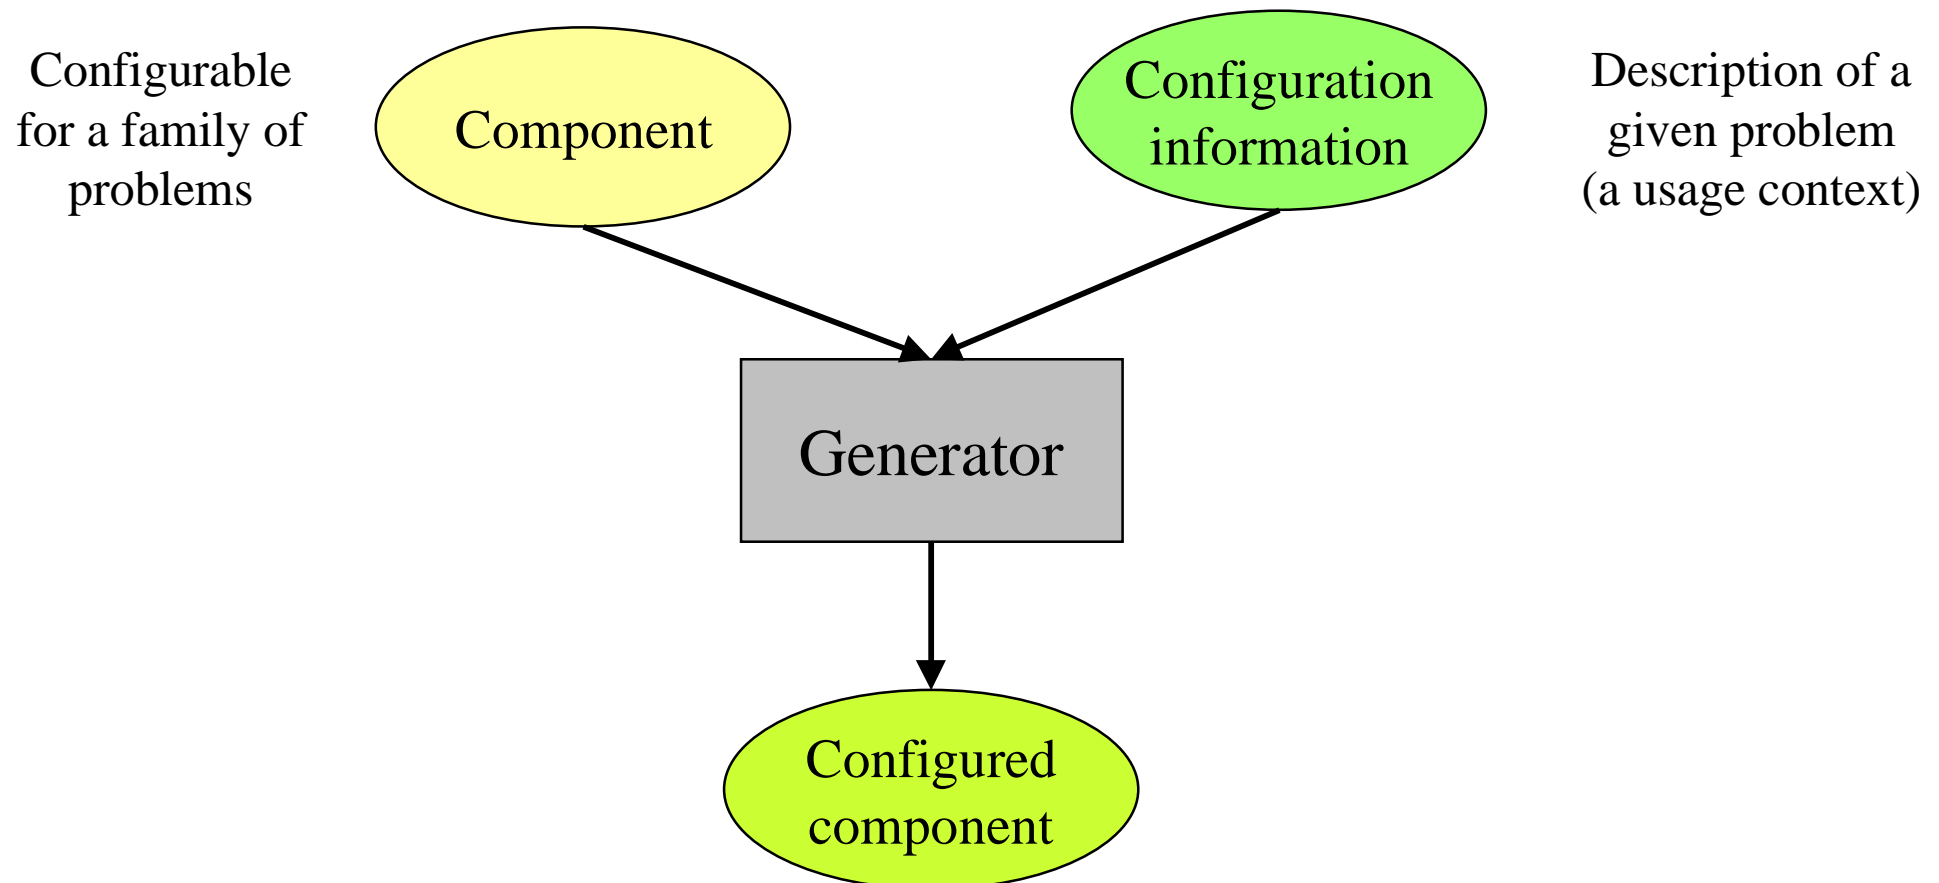 Configurable
for a family of
problems
Component
Configuration
information
Description of a
given problem
(a usage context)
Generator
Configured
component